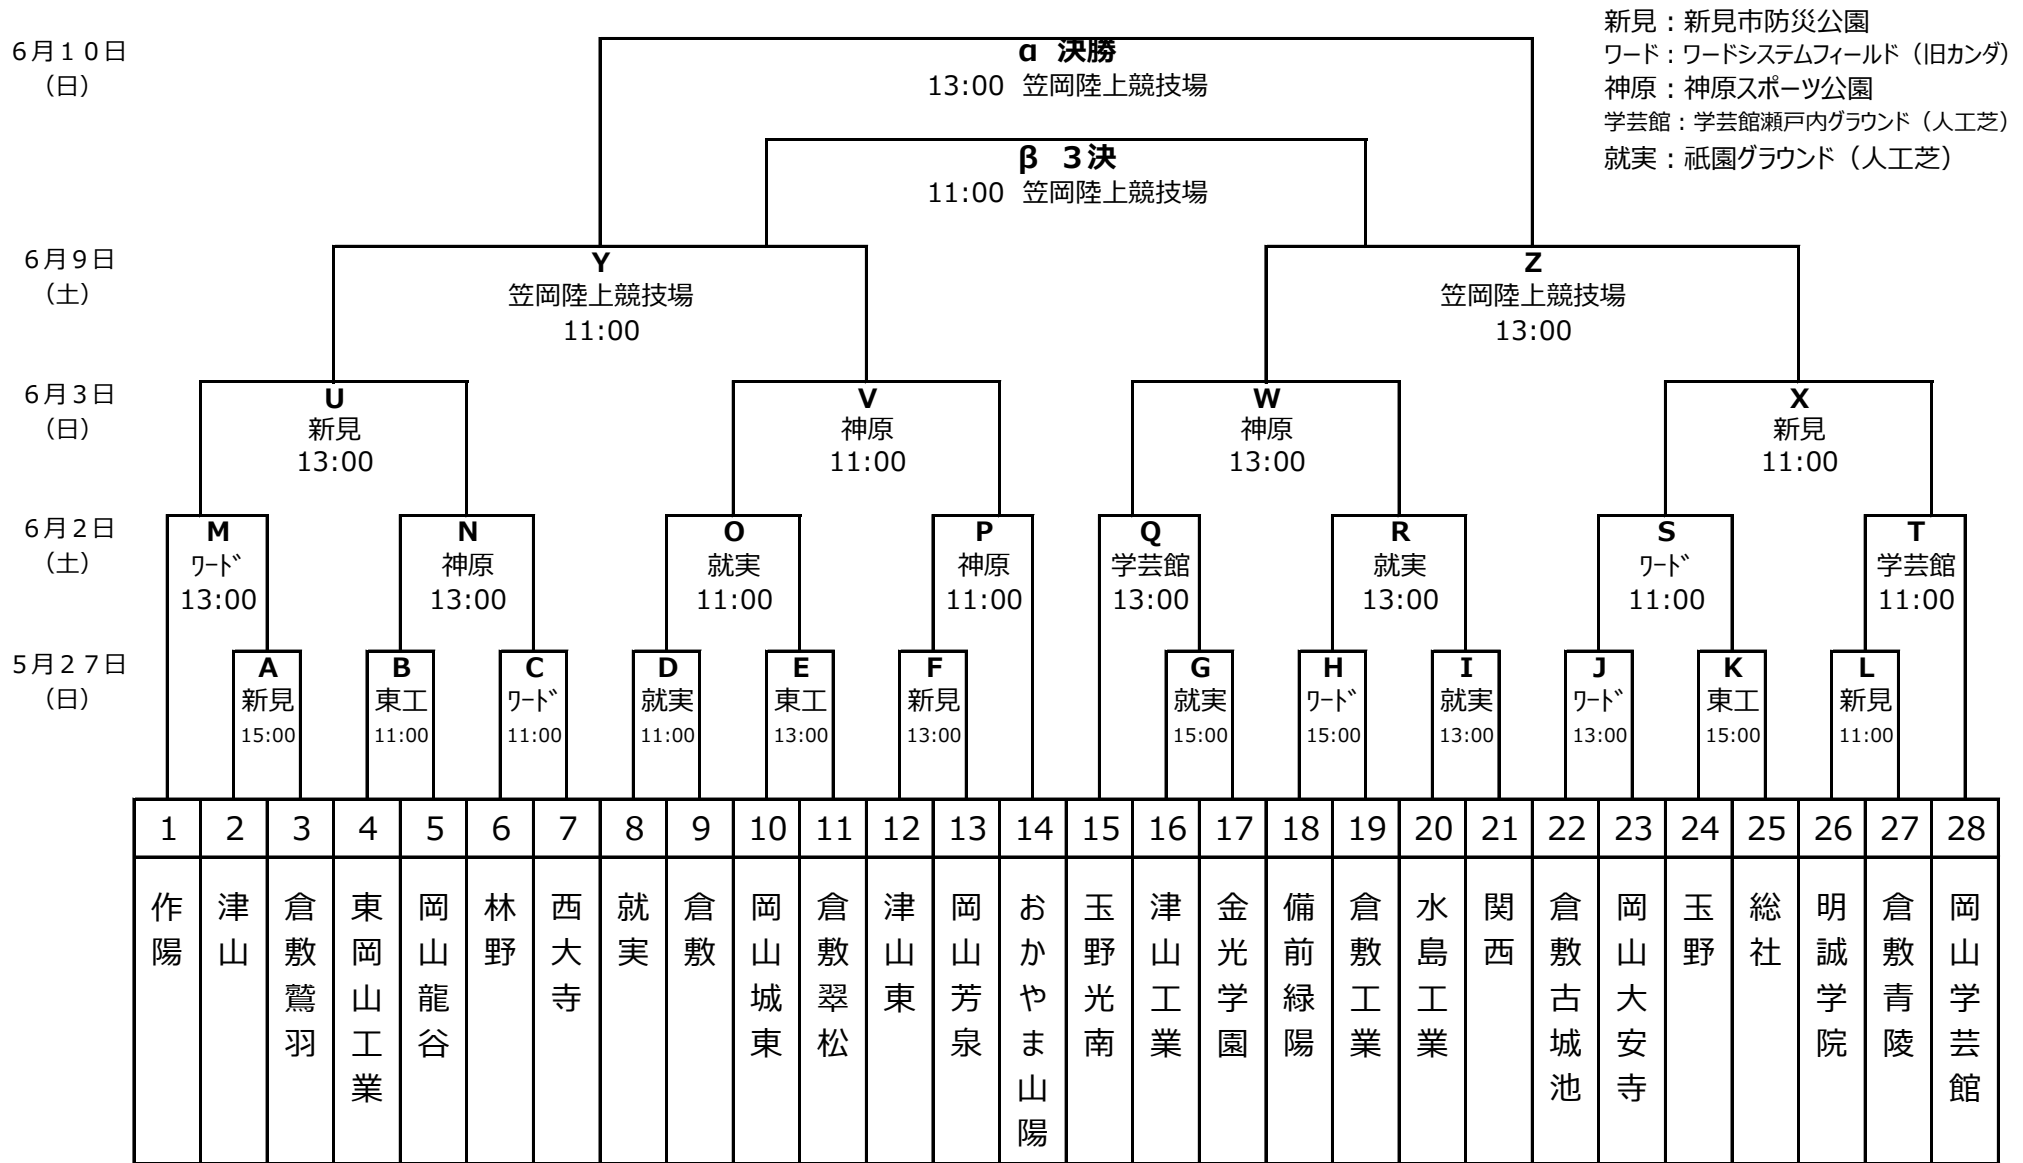 新見：新見市防災公園
ワード：ワードシステムフィールド（旧カンダ）
神原：神原スポーツ公園
学芸館：学芸館瀬戸内グラウンド（人工芝）
就実：祇園グラウンド（人工芝）
6月１０日
（日）
α 決勝
13:00 笠岡陸上競技場
β ３決
11:00 笠岡陸上競技場
6月９日
（土）
Y
笠岡陸上競技場
11:00
Z
笠岡陸上競技場
13:00
6月３日
（日）
U
新見
13:00
V
神原
11:00
W
神原
13:00
X
新見
11:00
6月２日
（土）
M
ﾜｰﾄﾞ
13:00
N
神原
13:00
O
就実
11:00
P
神原
11:00
Q
学芸館
13:00
R
就実
13:00
S
ﾜｰﾄﾞ
11:00
T
学芸館
11:00
5月２７日
（日）
A
新見
15:00
B
東工
11:00
C
ﾜｰﾄﾞ
11:00
D
就実
11:00
E
東工
13:00
F
新見
13:00
G
就実
15:00
H
ﾜｰﾄﾞ
15:00
I
就実
13:00
J
ﾜｰﾄﾞ
13:00
K
東工
15:00
L
新見
11:00
1 2 3 4 5 6 7 8 9 10 11 12 13 14 15 16 17 18 19 20 21 22 23 24 25 26 27 28
作陽
津山
倉敷鷲羽
東岡山工業
岡山龍谷
林野
西大寺
就実
倉敷
岡山城東
倉敷翠松
津山東
岡山芳泉
おかやま山陽
玉野光南
津山工業
金光学園
備前緑陽
倉敷工業
水島工業
関西
倉敷古城池
岡山大安寺
玉野
総社
明誠学院
倉敷青陵
岡山学芸館